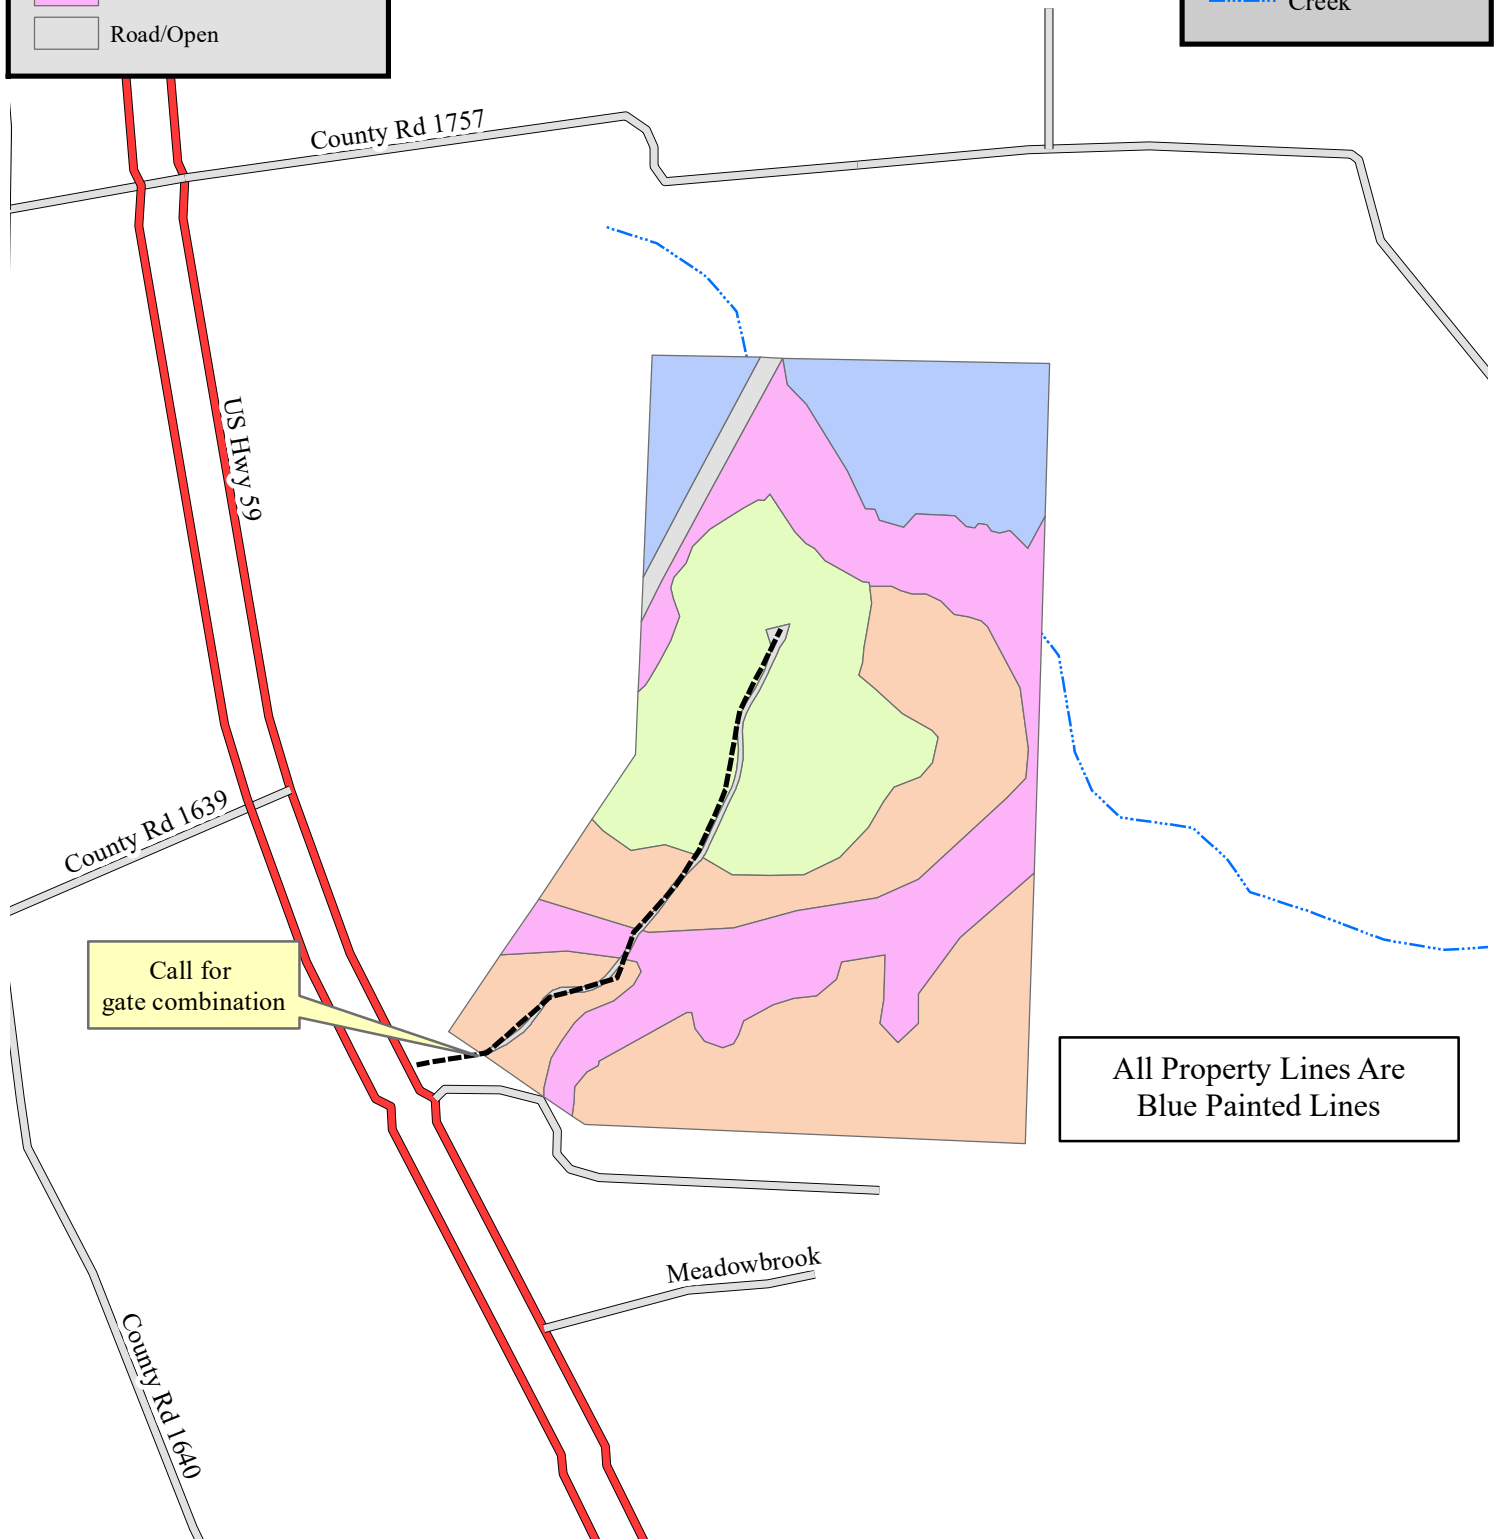 Creek
Road/Open
County Rd 1757
US Hwy 59
County Rd 1639
Call for
gate combination
All Property Lines Are
Blue Painted Lines
Meadowbrook
County Rd 1640